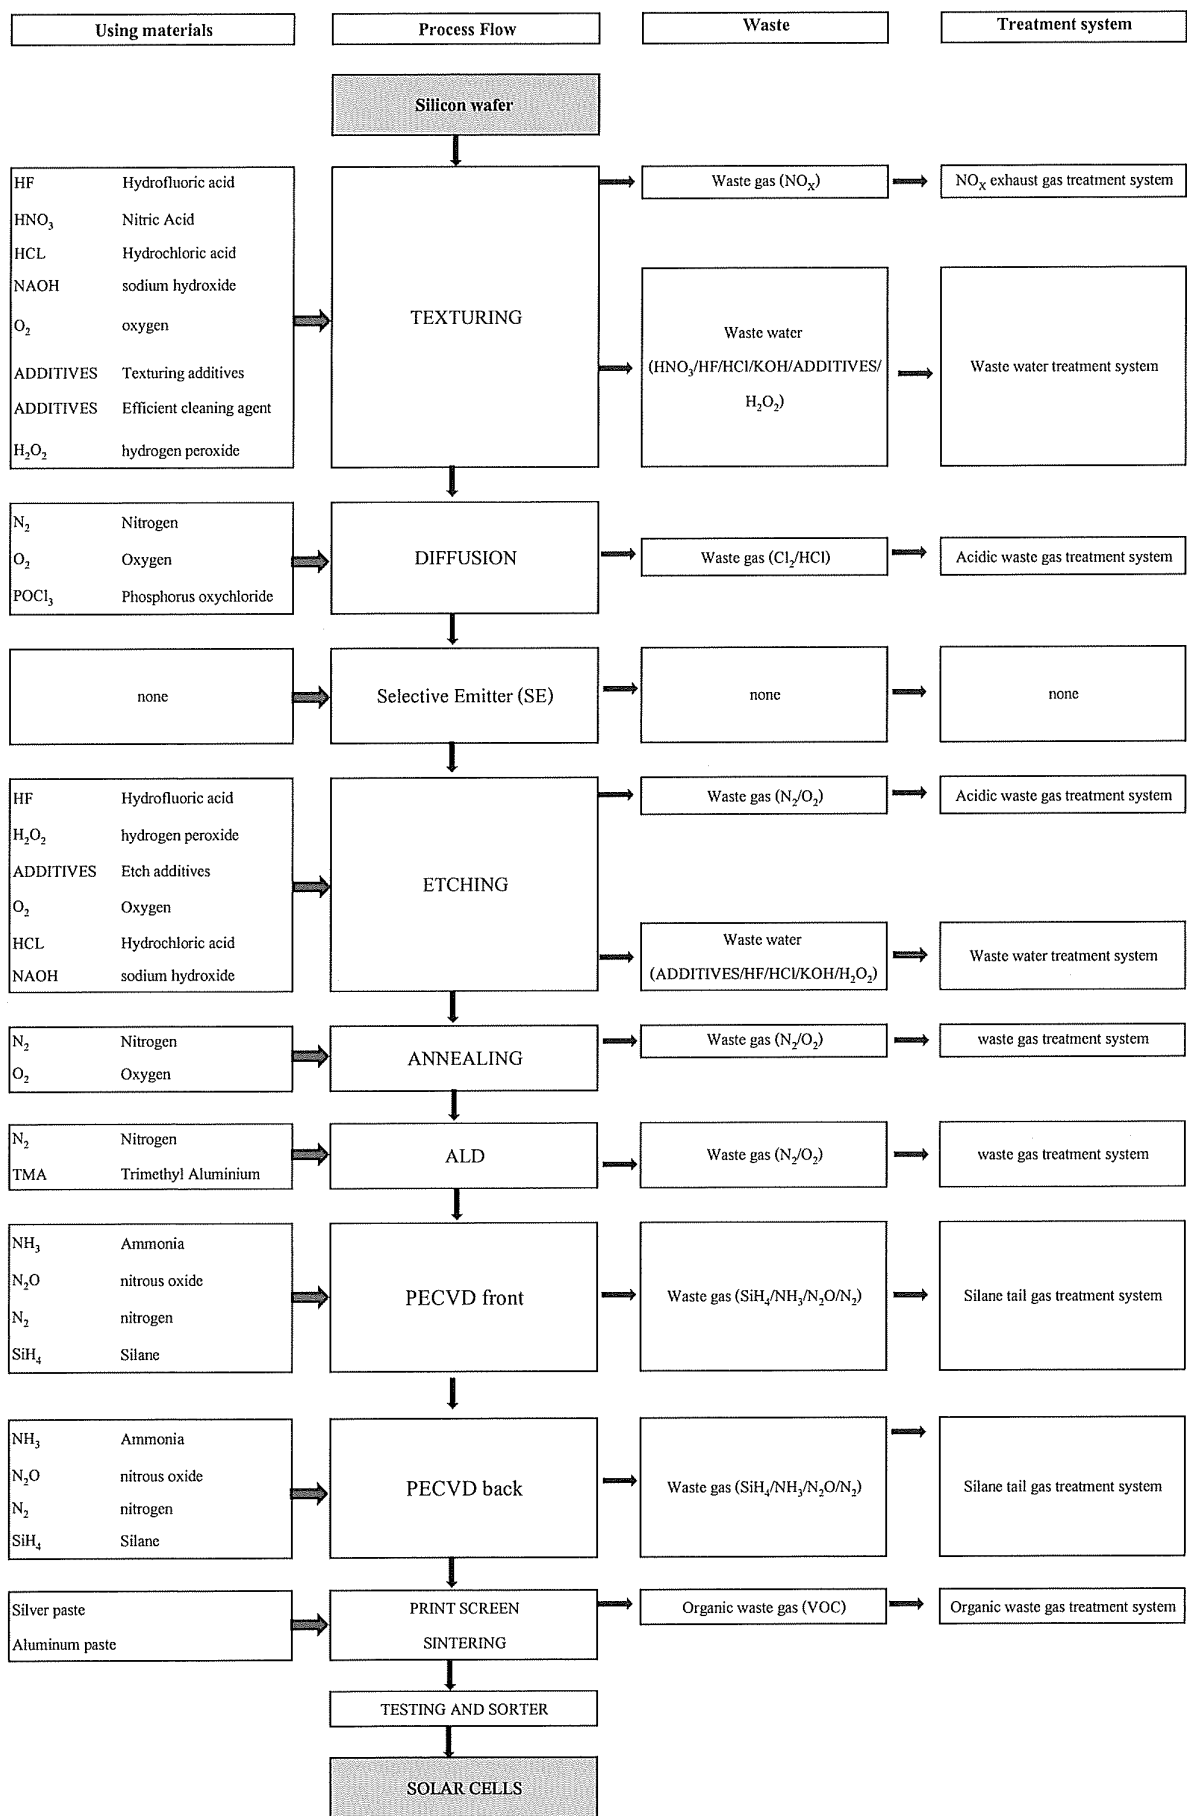 Using materials
Process Flow
Waste
Treatment system
Silicon wafer
HF Hydrofluoric acid
HNO₃ Nitric Acid
HCL Hydrochloric acid
NAOH sodium hydroxide
O₂ oxygen
ADDITIVES Texturing additives
ADDITIVES Efficient cleaning agent
H₂O₂ hydrogen peroxide
TEXTURING
Waste gas (NOₓ)
NOₓ exhaust gas treatment system
Waste water
(HNO₃/HF/HCl/KOH/ADDITIVES/
H₂O₂)
Waste water treatment system
N₂ Nitrogen
O₂ Oxygen
POCl₃ Phosphorus oxychloride
DIFFUSION
Waste gas (Cl₂/HCl)
Acidic waste gas treatment system
none
Selective Emitter (SE)
none
none
HF Hydrofluoric acid
H₂O₂ hydrogen peroxide
ADDITIVES Etch additives
O₂ Oxygen
HCL Hydrochloric acid
NAOH sodium hydroxide
ETCHING
Waste gas (N₂/O₂)
Acidic waste gas treatment system
Waste water
(ADDITIVES/HF/HCl/KOH/H₂O₂)
Waste water treatment system
N₂ Nitrogen
O₂ Oxygen
ANNEALING
Waste gas (N₂/O₂)
waste gas treatment system
N₂ Nitrogen
TMA Trimethyl Aluminium
ALD
Waste gas (N₂/O₂)
waste gas treatment system
NH₃ Ammonia
N₂O nitrous oxide
N₂ nitrogen
SiH₄ Silane
PECVD front
Waste gas (SiH₄/NH₃/N₂O/N₂)
Silane tail gas treatment system
NH₃ Ammonia
N₂O nitrous oxide
N₂ nitrogen
SiH₄ Silane
PECVD back
Waste gas (SiH₄/NH₃/N₂O/N₂)
Silane tail gas treatment system
Silver paste
Aluminum paste
PRINT SCREEN
SINTERING
Organic waste gas (VOC)
Organic waste gas treatment system
TESTING AND SORTER
SOLAR CELLS